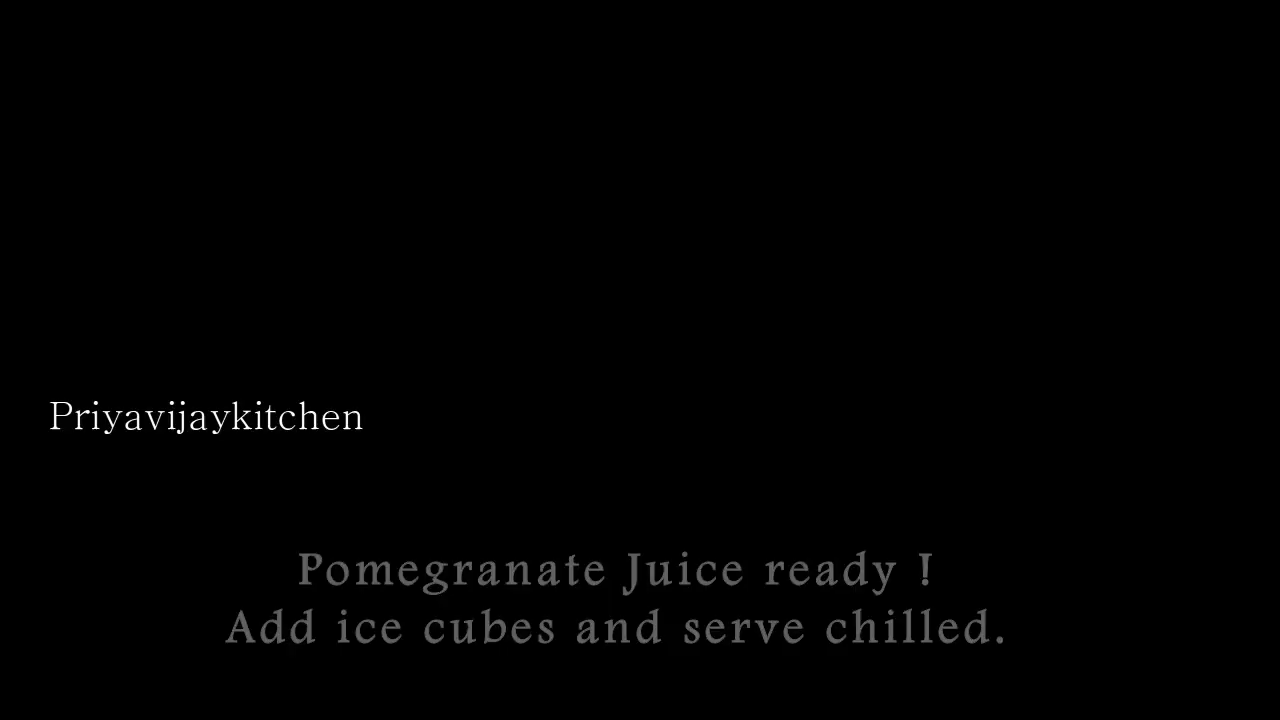 Priyavijaykitchen
Pomegranate Juice ready !
Add ice cubes and serve chilled.